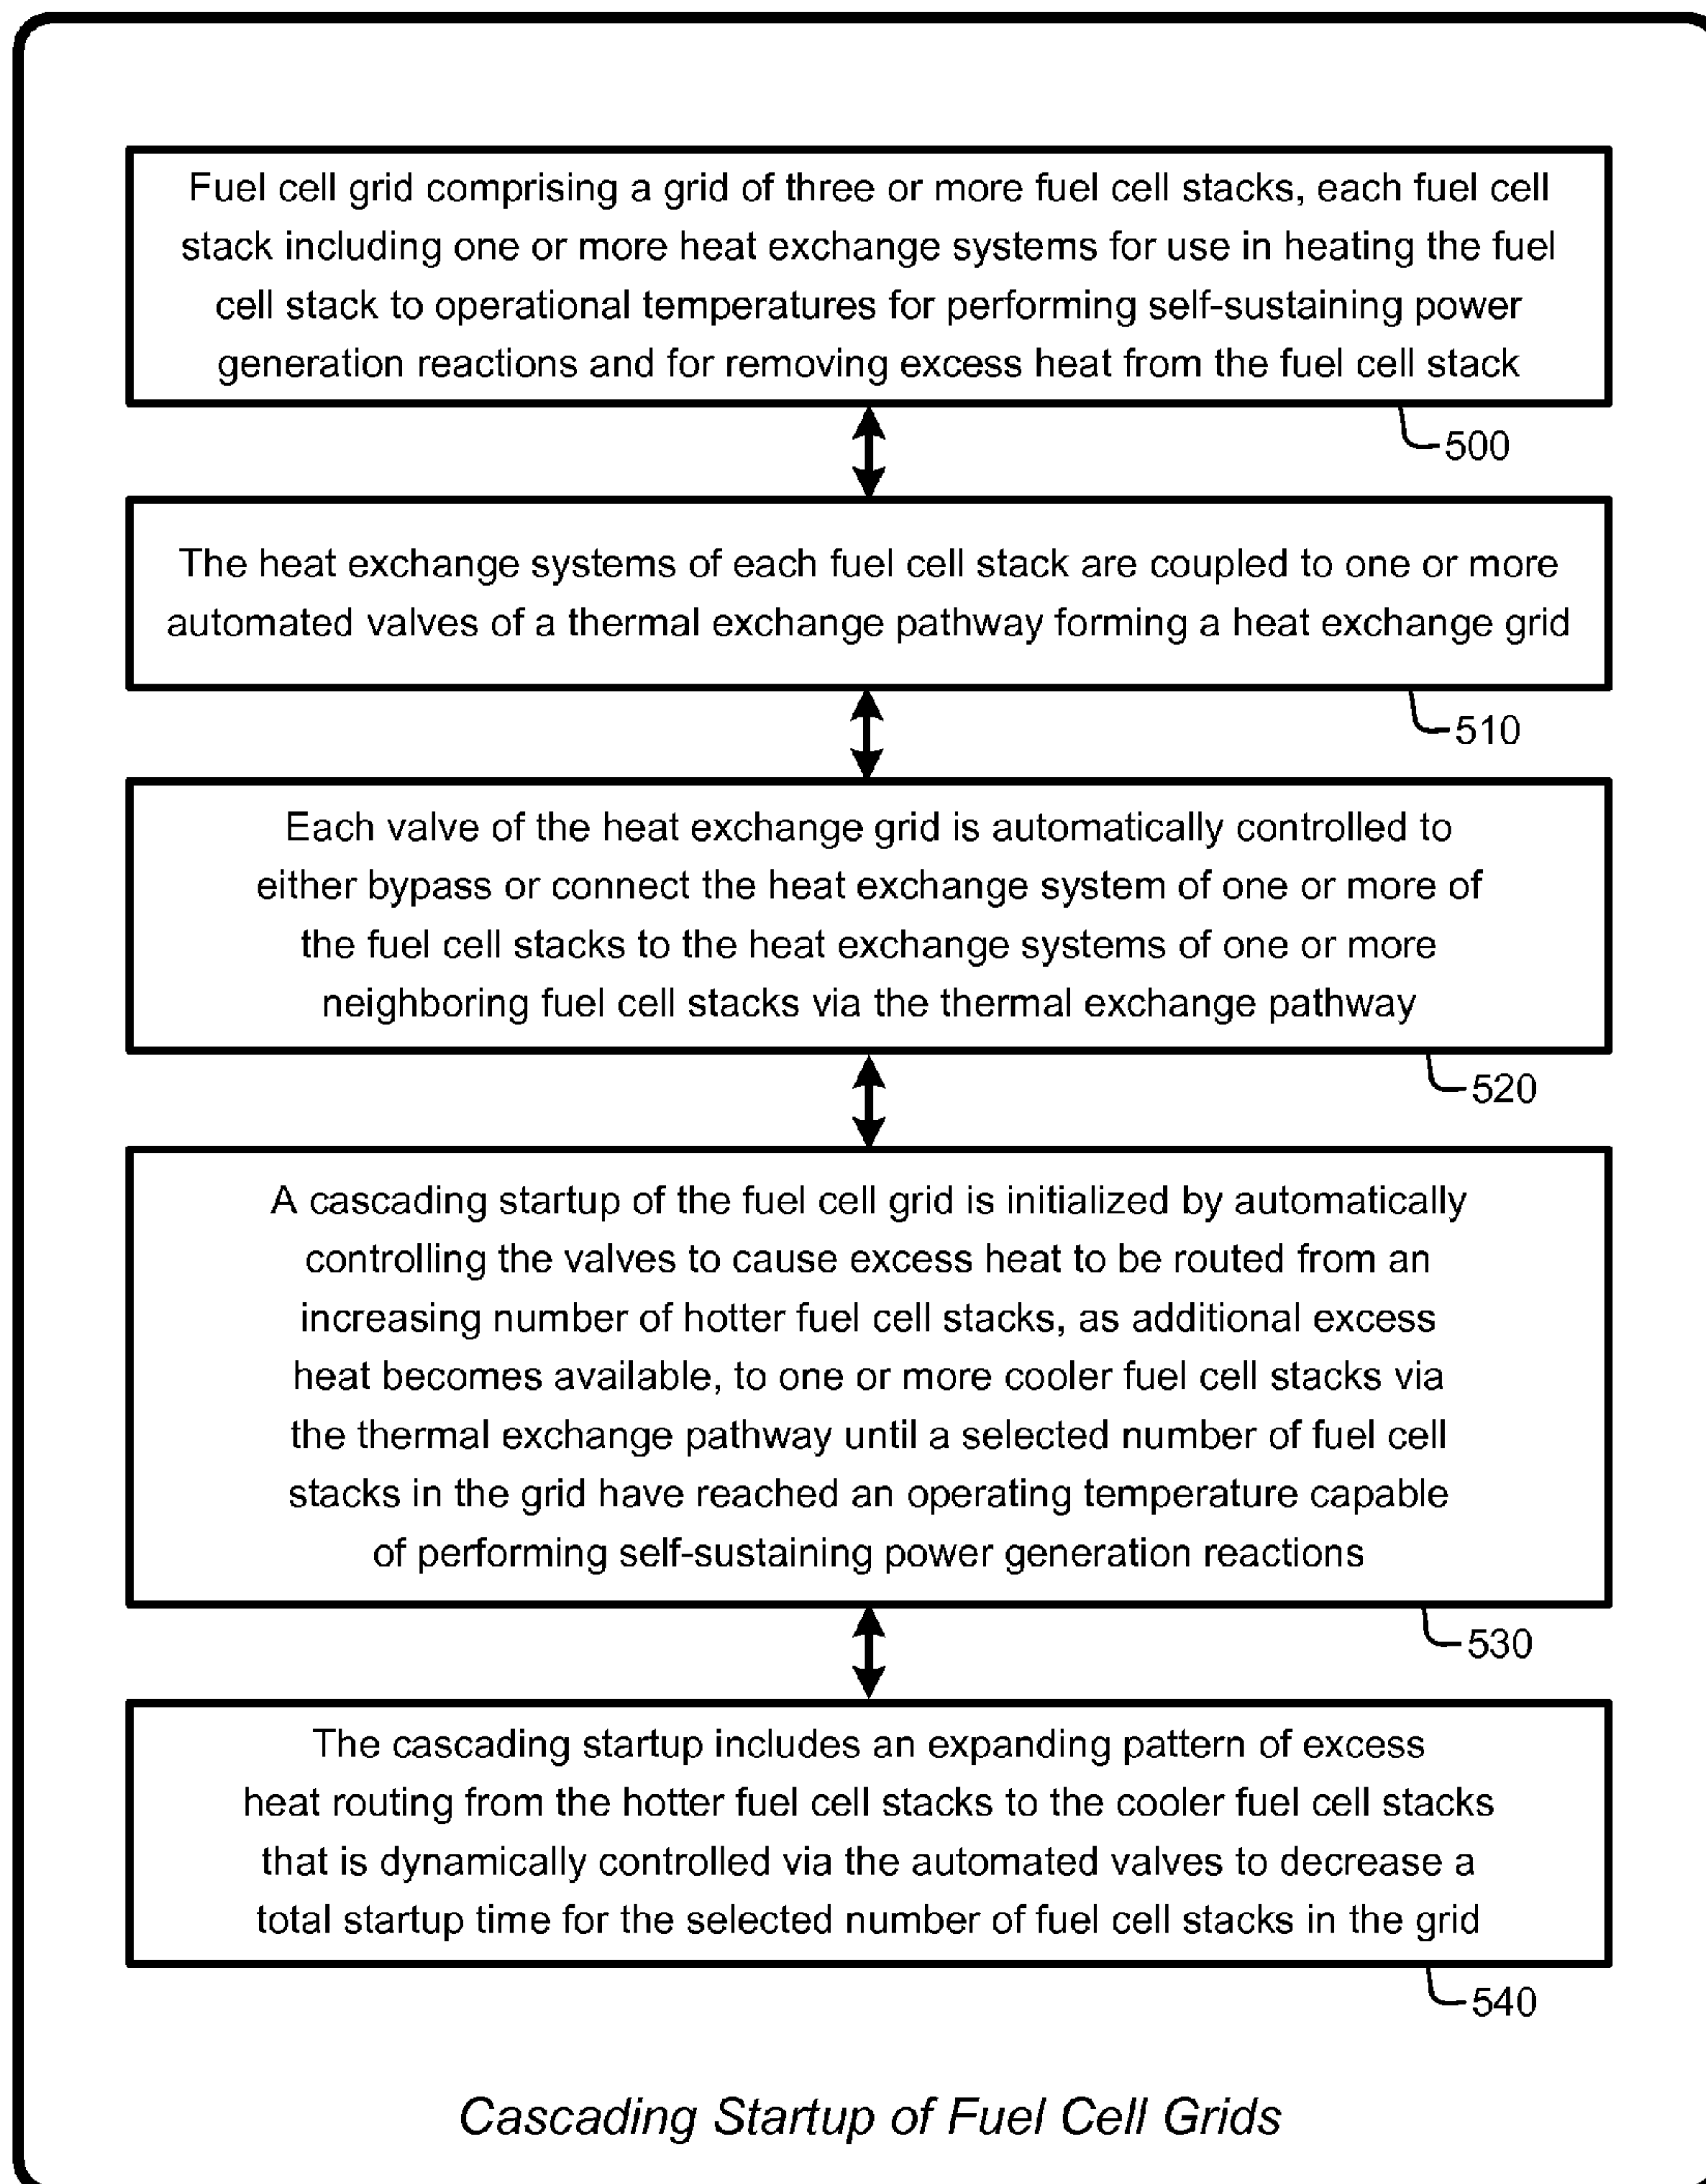 Fuel cell grid comprising a grid of three or more fuel cell stacks, each fuel cell
stack including one or more heat exchange systems for use in heating the fuel
cell stack to operational temperatures for performing self-sustaining power
generation reactions and for removing excess heat from the fuel cell stack
500
The heat exchange systems of each fuel cell stack are coupled to one or more
automated valves of a thermal exchange pathway forming a heat exchange grid
510
Each valve of the heat exchange grid is automatically controlled to
either bypass or connect the heat exchange system of one or more of
the fuel cell stacks to the heat exchange systems of one or more
neighboring fuel cell stacks via the thermal exchange pathway
520
A cascading startup of the fuel cell grid is initialized by automatically
controlling the valves to cause excess heat to be routed from an
increasing number of hotter fuel cell stacks, as additional excess
heat becomes available, to one or more cooler fuel cell stacks via
the thermal exchange pathway until a selected number of fuel cell
stacks in the grid have reached an operating temperature capable
of performing self-sustaining power generation reactions
530
The cascading startup includes an expanding pattern of excess
heat routing from the hotter fuel cell stacks to the cooler fuel cell stacks
that is dynamically controlled via the automated valves to decrease a
total startup time for the selected number of fuel cell stacks in the grid
540
Cascading Startup of Fuel Cell Grids